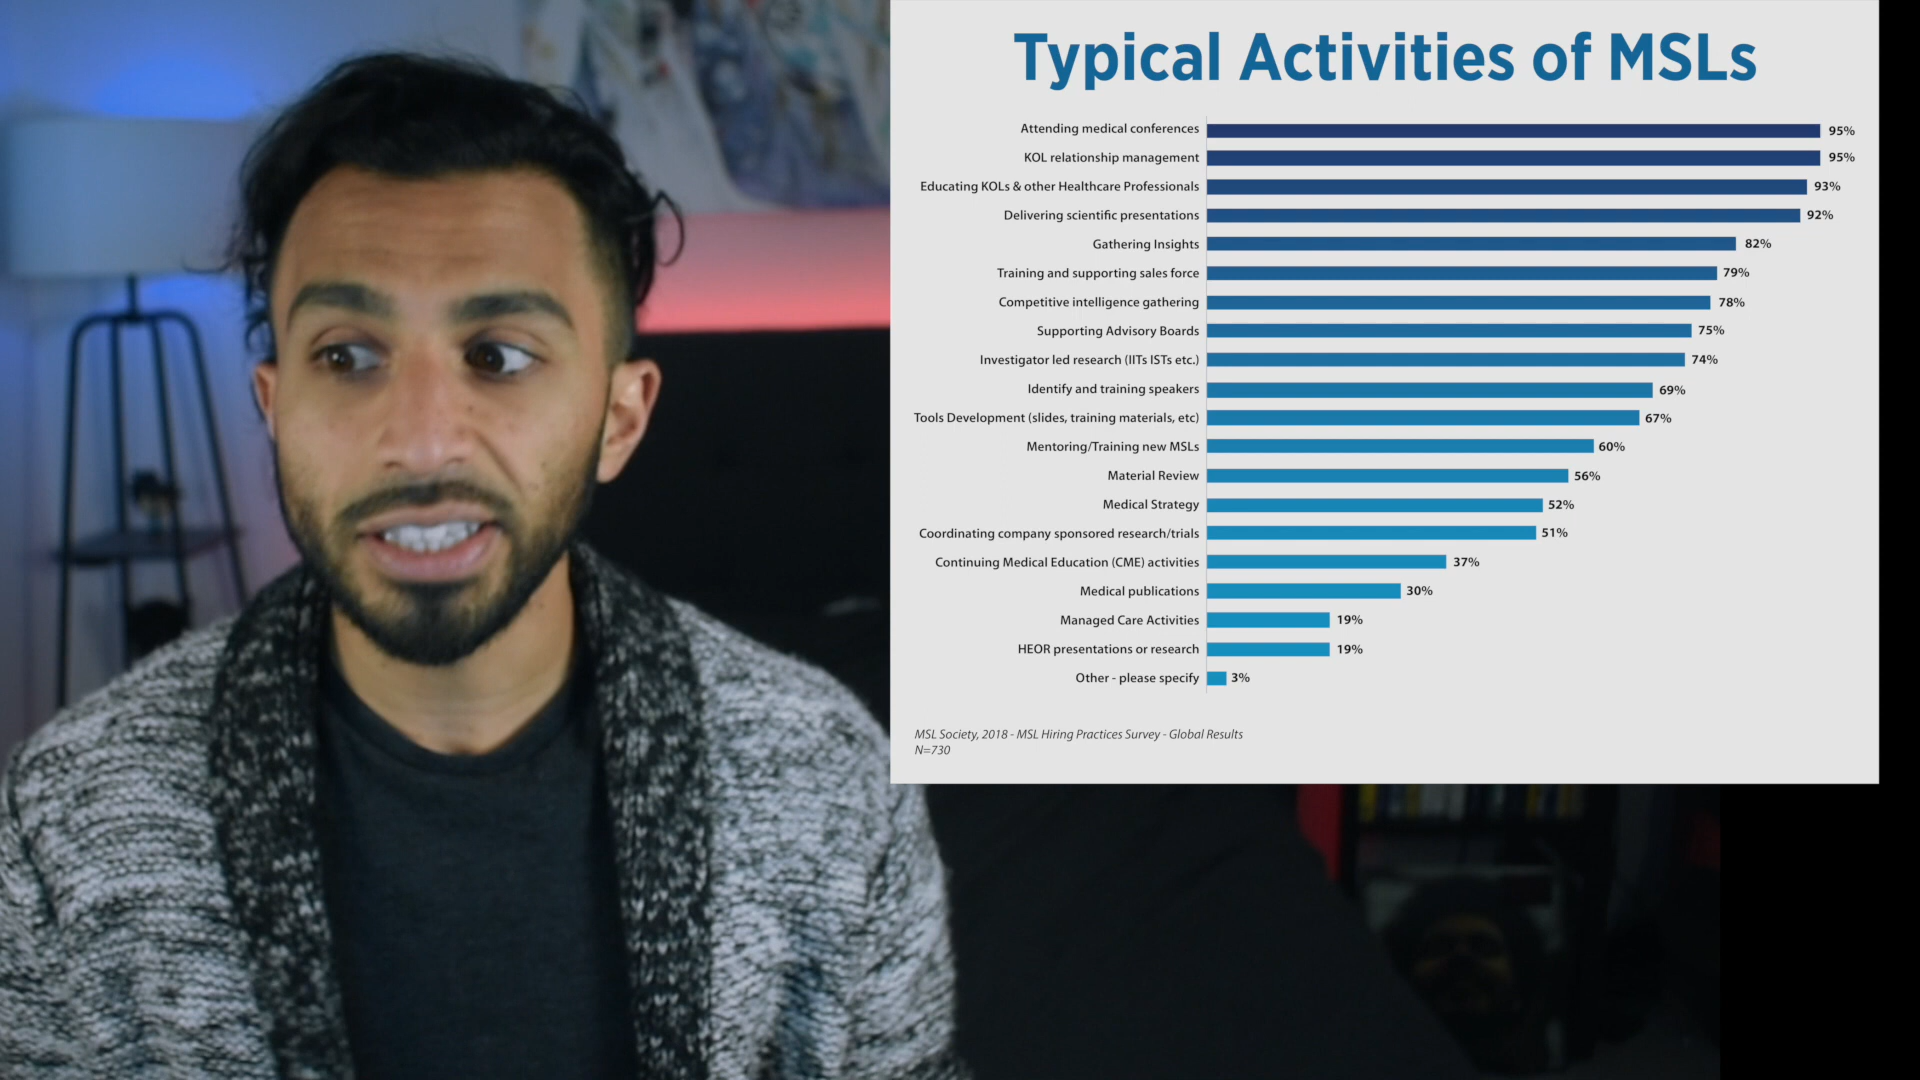 Typical Activities of MSLs
Attending medical conferences 95%
KOL relationship management 95%
Educating KOLs & other Healthcare Professionals 93%
Delivering scientific presentations 92%
Gathering Insights 82%
Training and supporting sales force 79%
Competitive intelligence gathering 78%
Supporting Advisory Boards 75%
Investigator led research (IITs ISTs etc.) 74%
Identify and training speakers 69%
Tools Development (slides, training materials, etc) 67%
Mentoring/Training new MSLs 60%
Material Review 56%
Medical Strategy 52%
Coordinating company sponsored research/trials 51%
Continuing Medical Education (CME) activities 37%
Medical publications 30%
Managed Care Activities 19%
HEOR presentations or research 19%
Other - please specify 3%
MSL Society, 2018 - MSL Hiring Practices Survey - Global Results
N=730